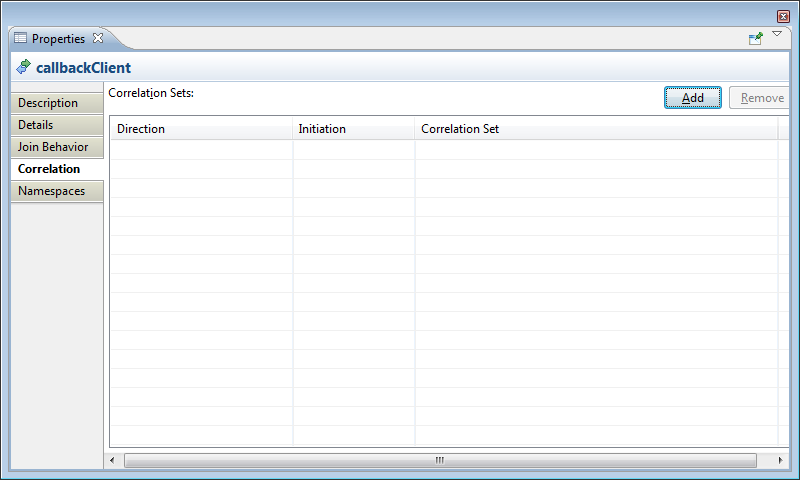 Properties
callbackClient
Description
Details
Join Behavior
Correlation
Namespaces
Correlation Sets:
Add
Remove
Direction Initiation Correlation Set